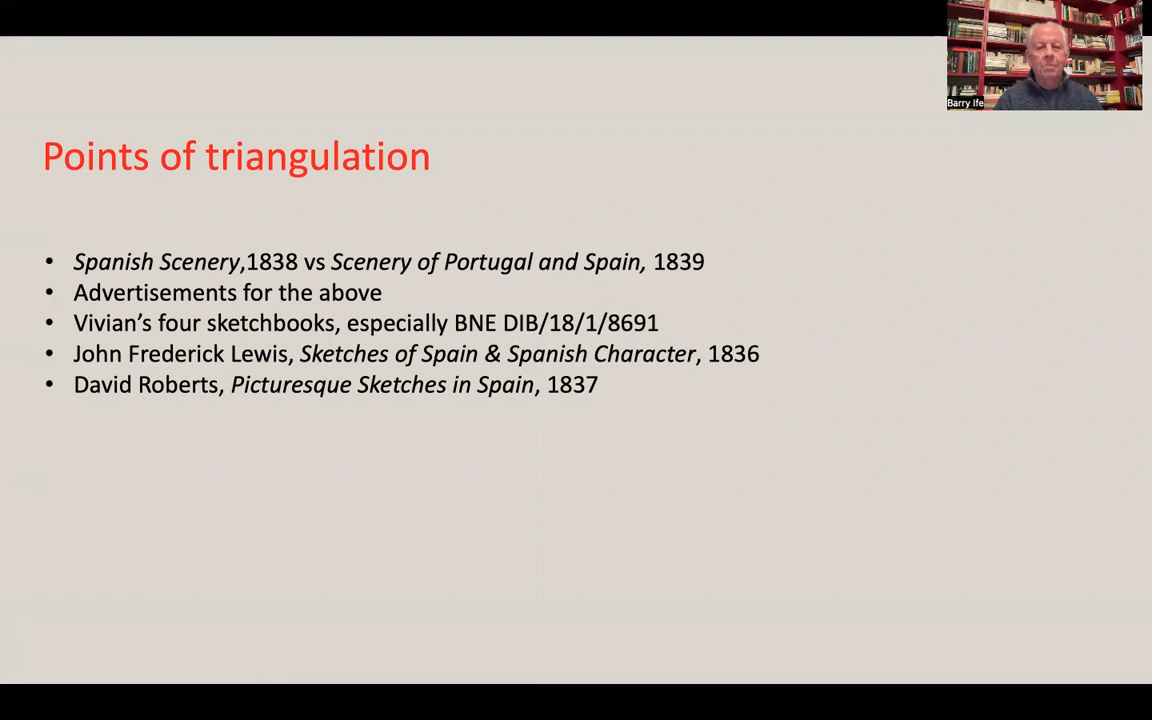 Barry Ife
Points of triangulation
• Spanish Scenery,1838 vs Scenery of Portugal and Spain, 1839
• Advertisements for the above
• Vivian’s four sketchbooks, especially BNE DIB/18/1/8691
• John Frederick Lewis, Sketches of Spain & Spanish Character, 1836
• David Roberts, Picturesque Sketches in Spain, 1837